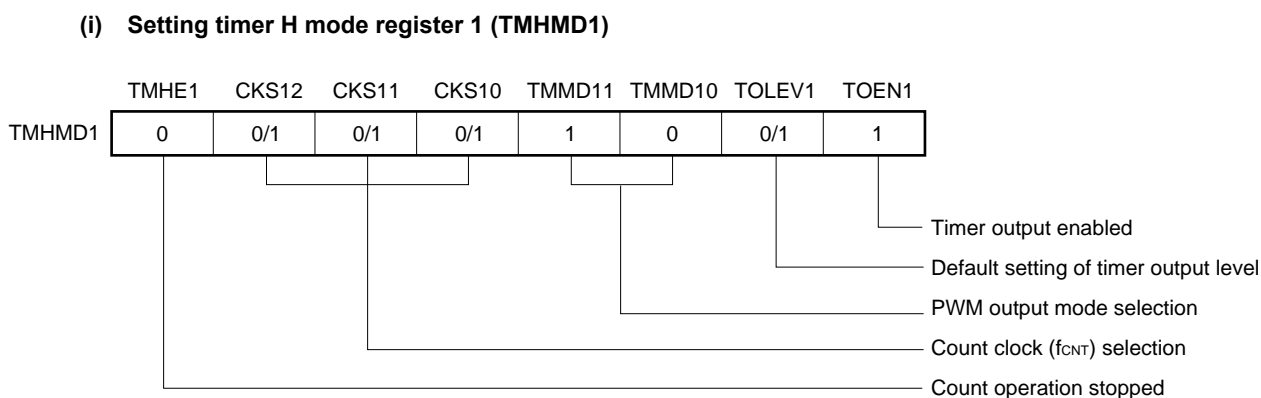 (i) Setting timer H mode register 1 (TMHMD1)
TMHE1 CKS12 CKS11 CKS10 TMMD11 TMMD10 TOLEV1 TOEN1
TMHMD1 0 0/1 0/1 0/1 1 0 0/1 1
Timer output enabled
Default setting of timer output level
PWM output mode selection
Count clock (fCNT) selection
Count operation stopped